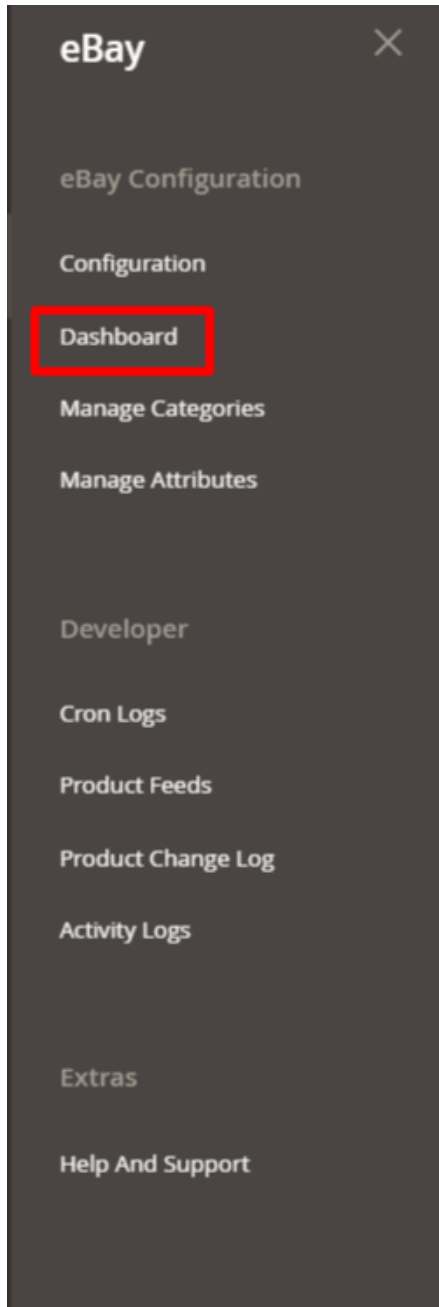 eBay
eBay Configuration
Configuration
Dashboard
Manage Categories
Manage Attributes
Developer
Cron Logs
Product Feeds
Product Change Log
Activity Logs
Extras
Help And Support